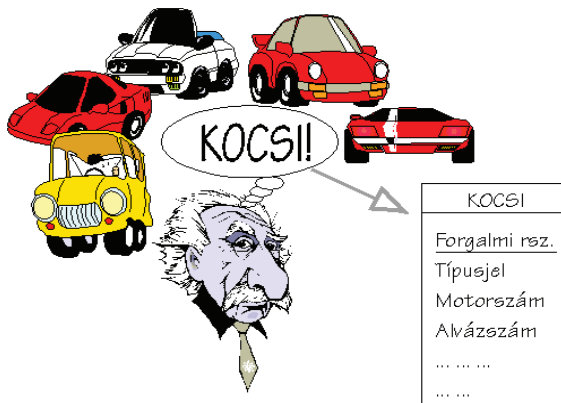 KOCSI!
KOCSI
Forgalmi rsz.
Típusjel
Motorszám
Alvázszám
... ... ...
... ...